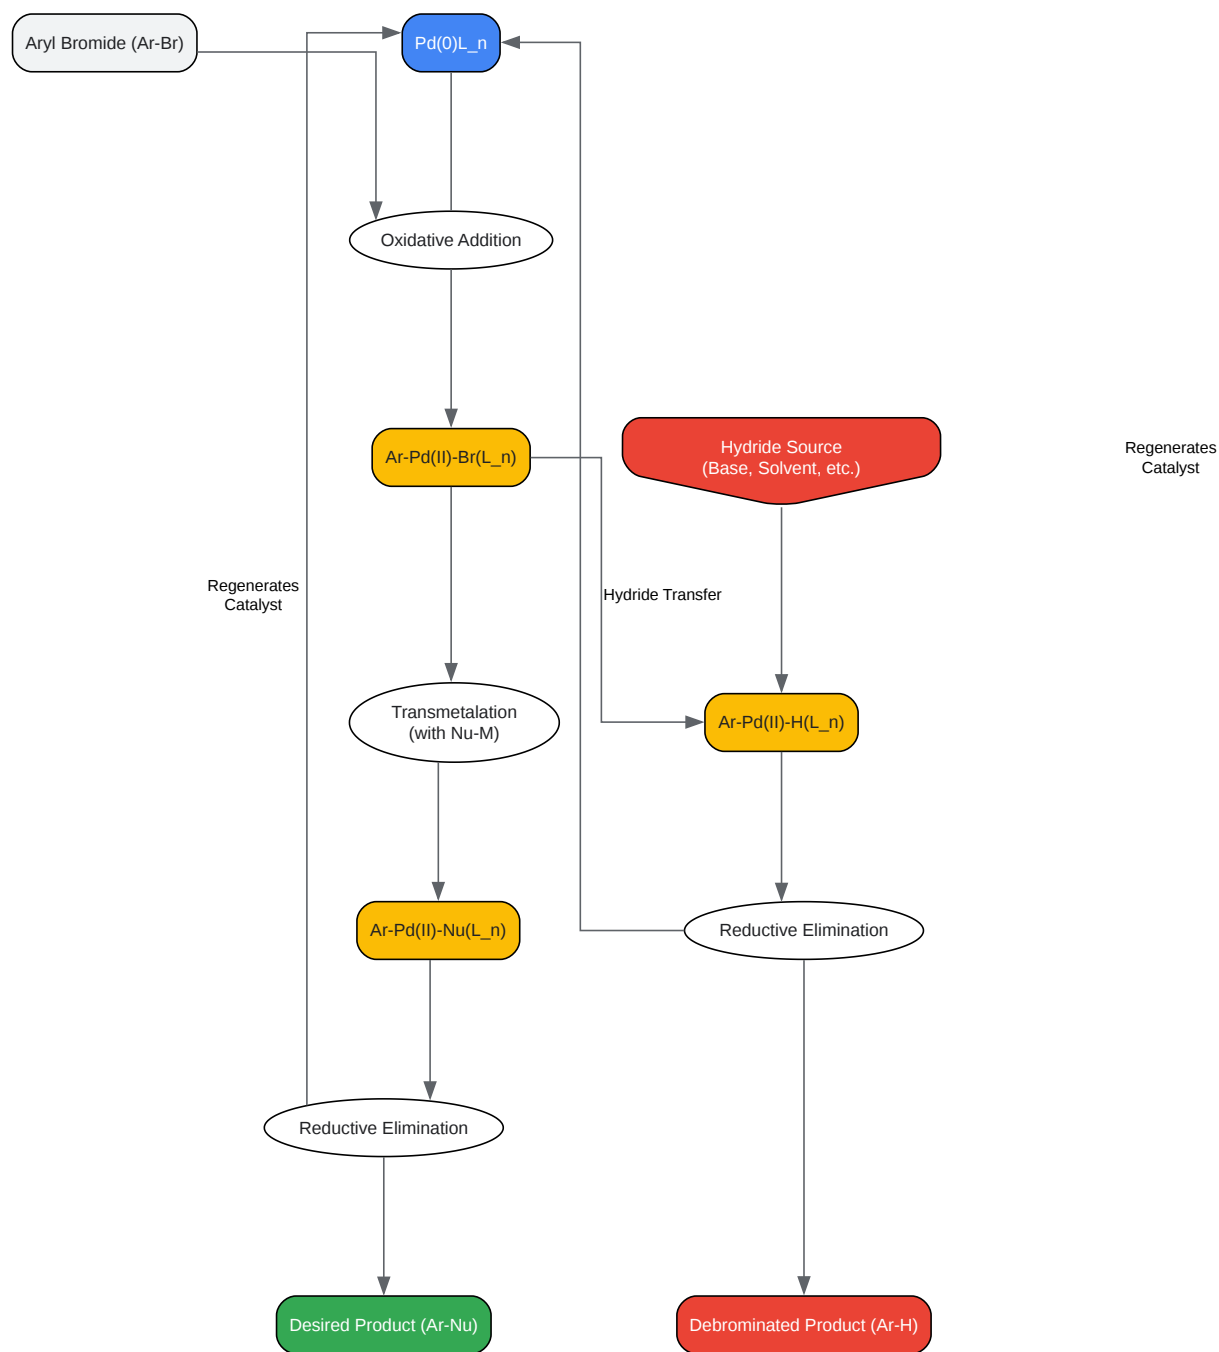 Aryl Bromide (Ar-Br)
Pd(0)L_n
Oxidative Addition
Ar-Pd(II)-Br(L_n)
Hydride Source
(Base, Solvent, etc.)
Regenerates
Catalyst
Regenerates
Catalyst
Hydride Transfer
Transmetalation
(with Nu-M)
Ar-Pd(II)-H(L_n)
Ar-Pd(II)-Nu(L_n)
Reductive Elimination
Reductive Elimination
Desired Product (Ar-Nu)
Debrominated Product (Ar-H)